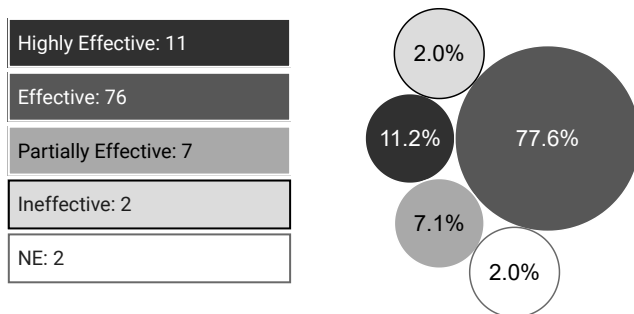 Highly Effective: 11
Effective: 76
Partially Effective: 7
Ineffective: 2
NE: 2
2.0%
11.2%
77.6%
7.1%
2.0%